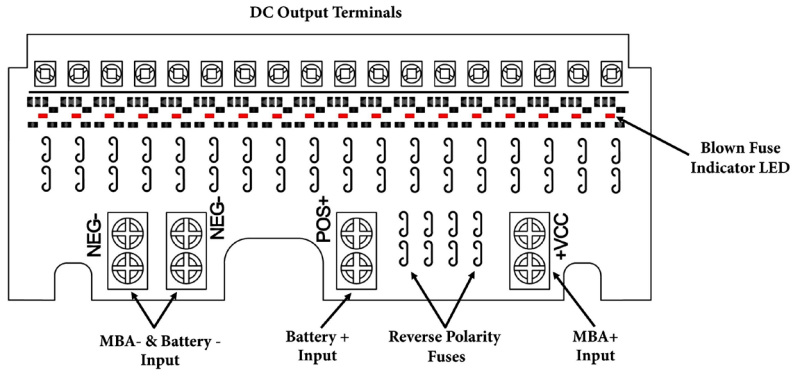 DC Output Terminals
Blown Fuse
Indicator LED
NEG-
NEG-
POS+
+VCC
MBA- & Battery -
Input
Battery +
Input
Reverse Polarity
Fuses
MBA+
Input